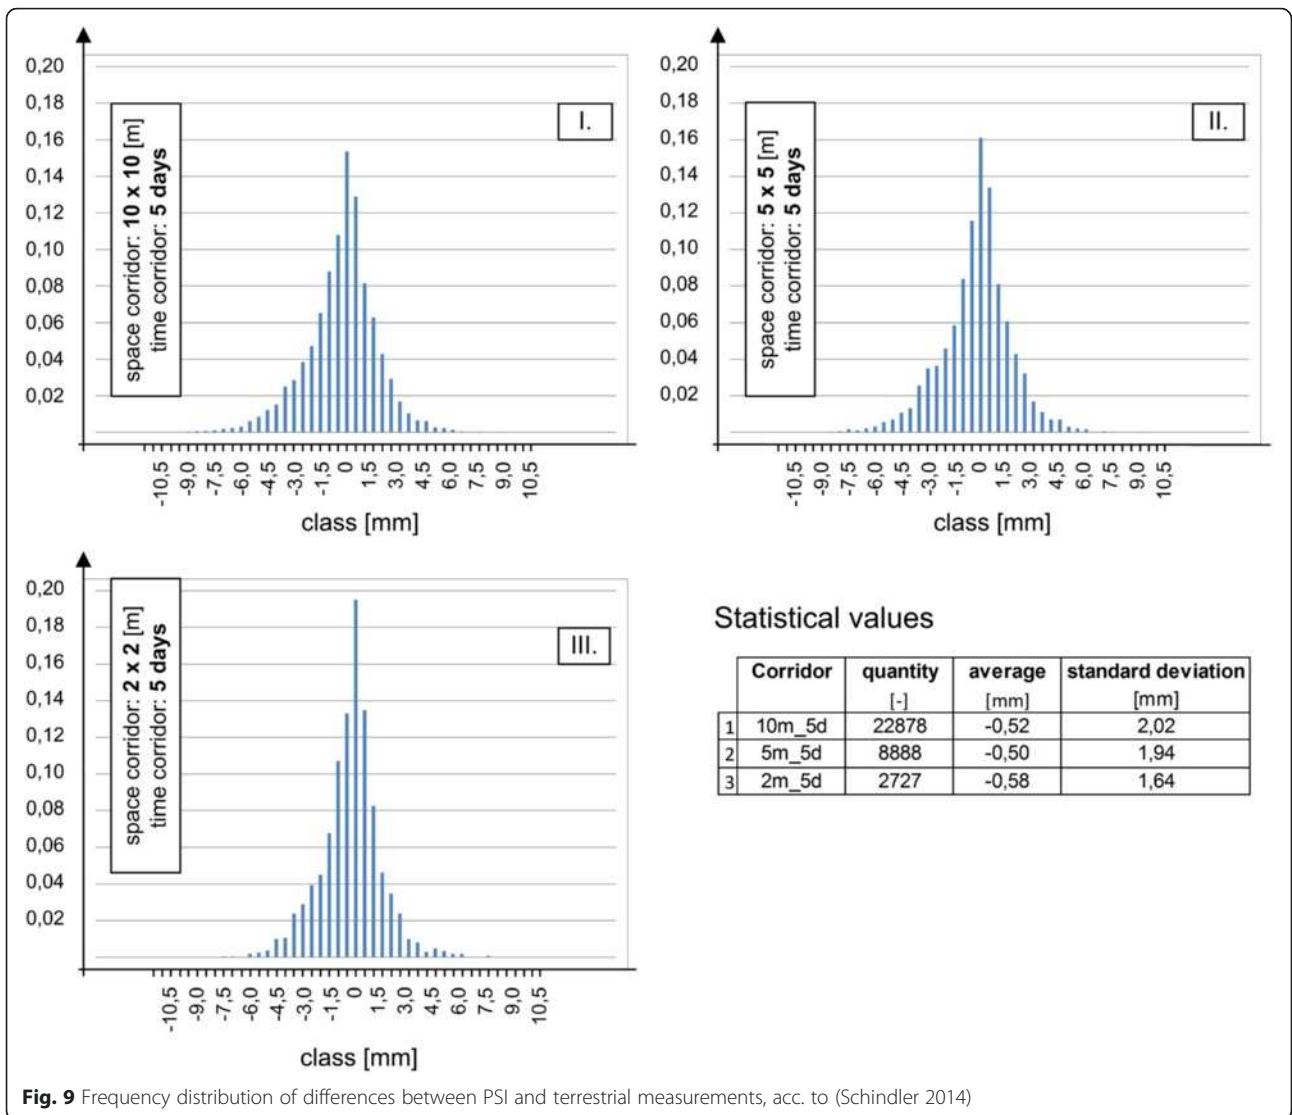 0,20
0,18
0,16
0,14
0,12
0,10
0,08
0,06
0,04
0,02
space corridor: 10 x 10 [m]
time corridor: 5 days
I.
-10,5 -9,0 -7,5 -6,0 -4,5 -3,0 -1,5 0 1,5 3,0 4,5 6,0 7,5 9,0 10,5
class [mm]
0,20
0,18
0,16
0,14
0,12
0,10
0,08
0,06
0,04
0,02
space corridor: 5 x 5 [m]
time corridor: 5 days
II.
-10,5 -9,0 -7,5 -6,0 -4,5 -3,0 -1,5 0 1,5 3,0 4,5 6,0 7,5 9,0 10,5
class [mm]
0,20
0,18
0,16
0,14
0,12
0,10
0,08
0,06
0,04
0,02
space corridor: 2 x 2 [m]
time corridor: 5 days
III.
-10,5 -9,0 -7,5 -6,0 -4,5 -3,0 -1,5 0 1,5 3,0 4,5 6,0 7,5 9,0 10,5
class [mm]
Statistical values
Corridor quantity average standard deviation
[-] [mm] [mm]
1 10m_5d 22878 -0,52 2,02
2 5m_5d 8888 -0,50 1,94
3 2m_5d 2727 -0,58 1,64
Fig. 9 Frequency distribution of differences between PSI and terrestrial measurements, acc. to (Schindler 2014)